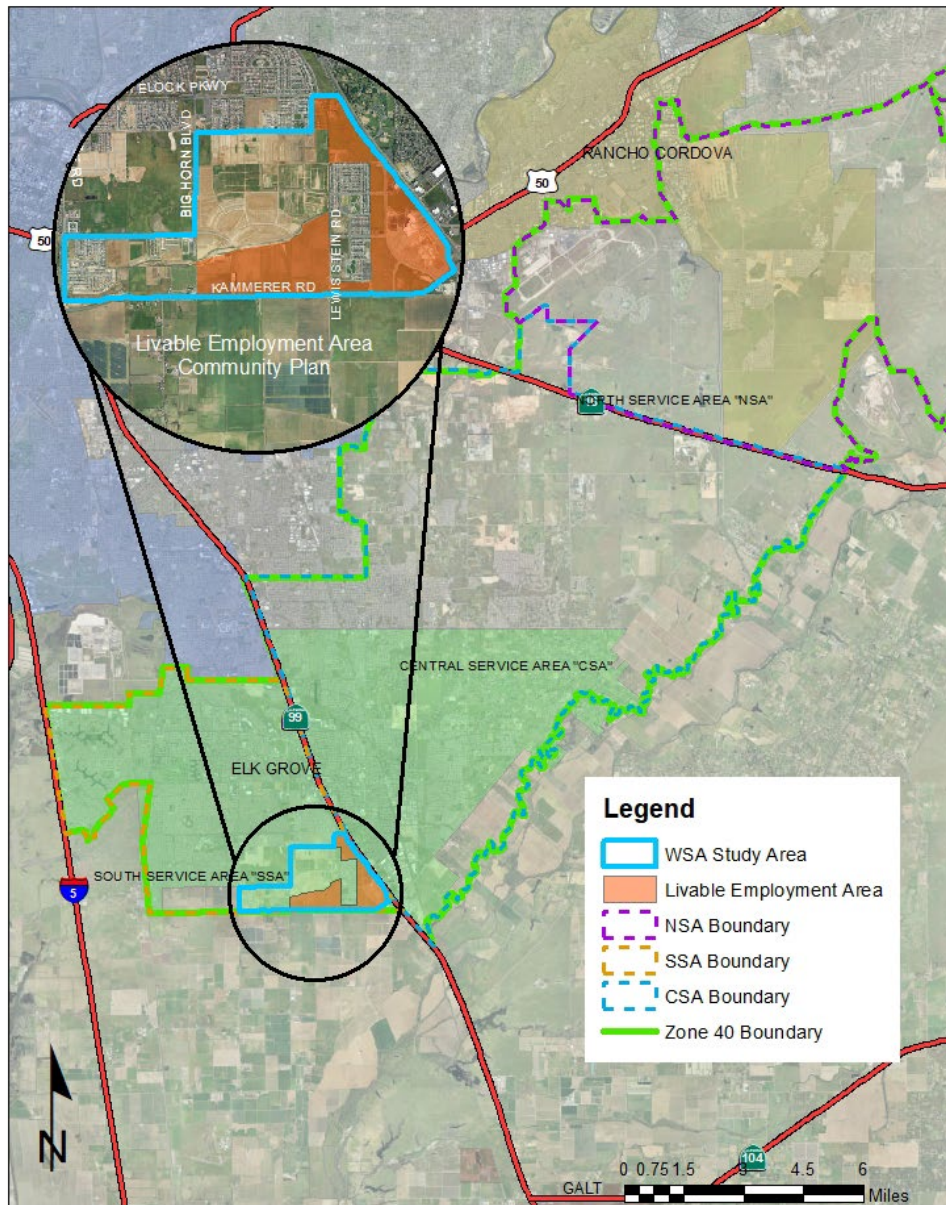 ELOCK PKWY
BIG HORN BLVD
RD
LEWIS STEIN RD
KAMMERER RD
Livable Employment Area
Community Plan
50
50
RANCHO CORDOVA
NORTH SERVICE AREA "NSA"
CENTRAL SERVICE AREA "CSA"
99
ELK GROVE
SOUTH SERVICE AREA "SSA"
5
Legend
WSA Study Area
Livable Employment Area
NSA Boundary
SSA Boundary
CSA Boundary
Zone 40 Boundary
N
104
GALT
0 0.75 1.5 3 4.5 6
Miles